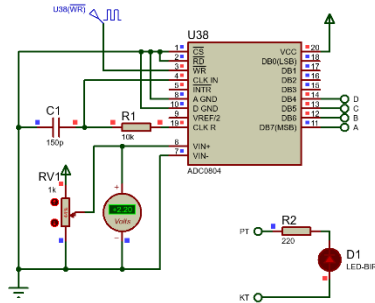 U38(WR)
U38
1 CS VCC 20
2 RD DB0(LSB) 18
3 WR DB1 17
4 CLK IN DB2 16
5 INTR DB3 15
8 A GND DB4 14 D
10 D GND DB5 13 C
9 VREF/2 DB6 12 B
19 CLK R DB7(MSB) 11 A
6 VIN+
7 VIN-
ADC0804
C1
150p
R1
10k
RV1
1k
+2.20
Volts
R2
PT
220
D1
LED-BIF
KT